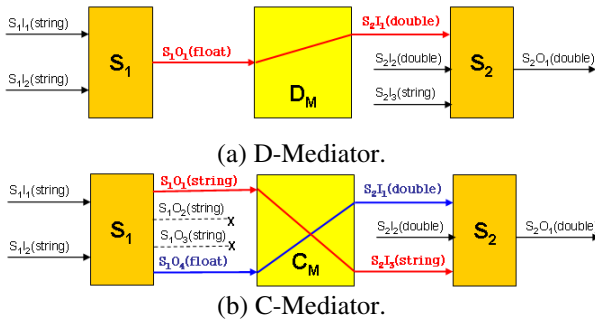 S1I1(string)
S1I2(string)
S1
S1O1(float)
DM
S2I1(double)
S2I2(double)
S2I3(string)
S2
S2O1(double)
(a) D-Mediator.
S1I1(string)
S1I2(string)
S1
S1O1(string)
S1O2(string)
S1O3(string)
S1O4(float)
CM
S2I1(double)
S2I2(double)
S2I3(string)
S2
S2O1(double
(b) C-Mediator.